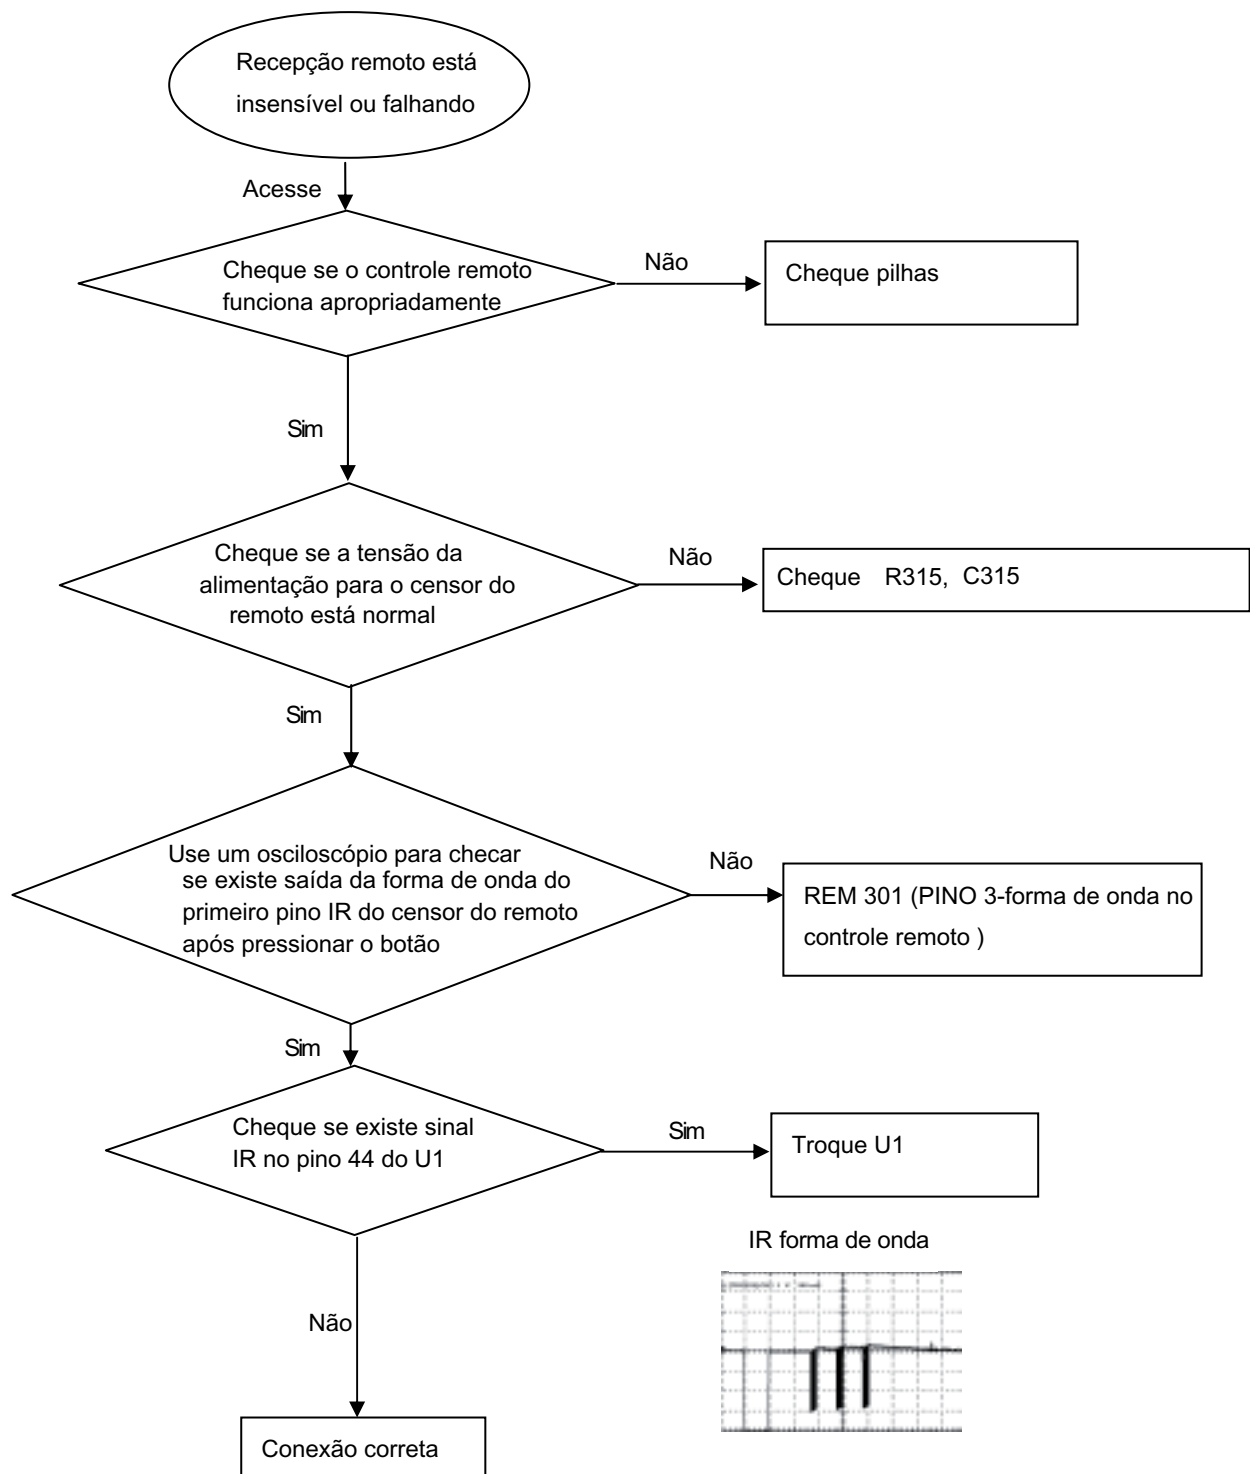 Recepção remoto está
insensível ou falhando
Acesse
Cheque se o controle remoto
funciona apropriadamente
Não
Cheque pilhas
Sim
Cheque se a tensão da
alimentação para o censor do
remoto está normal
Não
Cheque R315, C315
Sim
Use um osciloscópio para checar
se existe saída da forma de onda do
primeiro pino IR do censor do remoto
após pressionar o botão
Não
REM 301 (PINO 3-forma de onda no
controle remoto )
Sim
Cheque se existe sinal
IR no pino 44 do U1
Sim
Troque U1
IR forma de onda
Não
Conexão correta